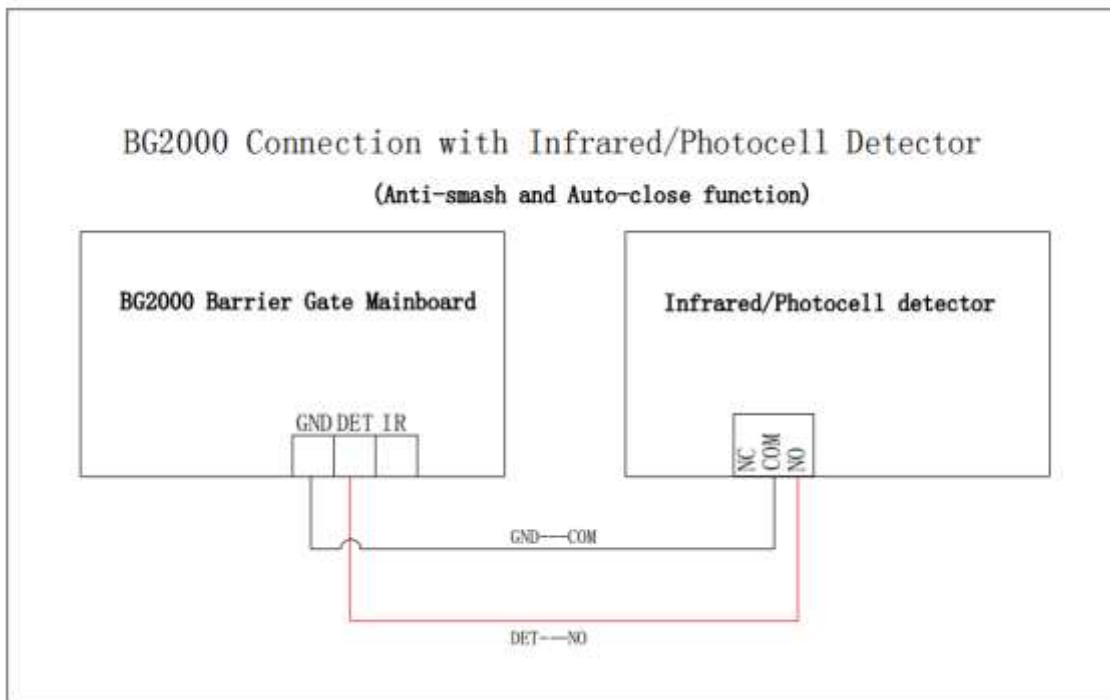 BG2000 Connection with Infrared/Photocell Detector
(Anti-smash and Auto-close function)
BG2000 Barrier Gate Mainboard
Infrared/Photocell detector
GND DET IR
NC
COM
NO
GND---COM
DET---NO